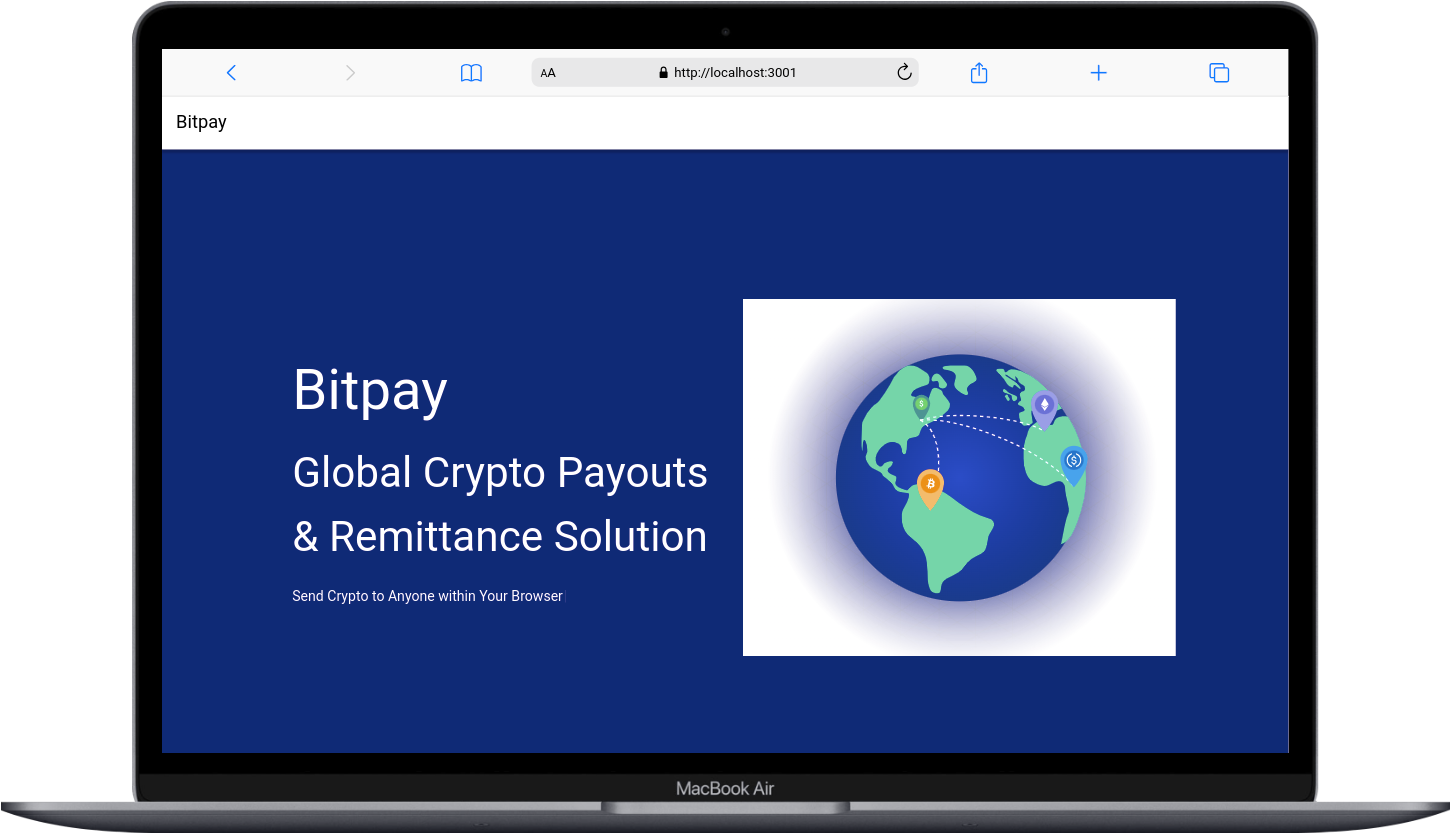 AA
http://localhost:3001
Bitpay
Bitpay
Global Crypto Payouts
& Remittance Solution
Send Crypto to Anyone within Your Browser
$
$
MacBook Air